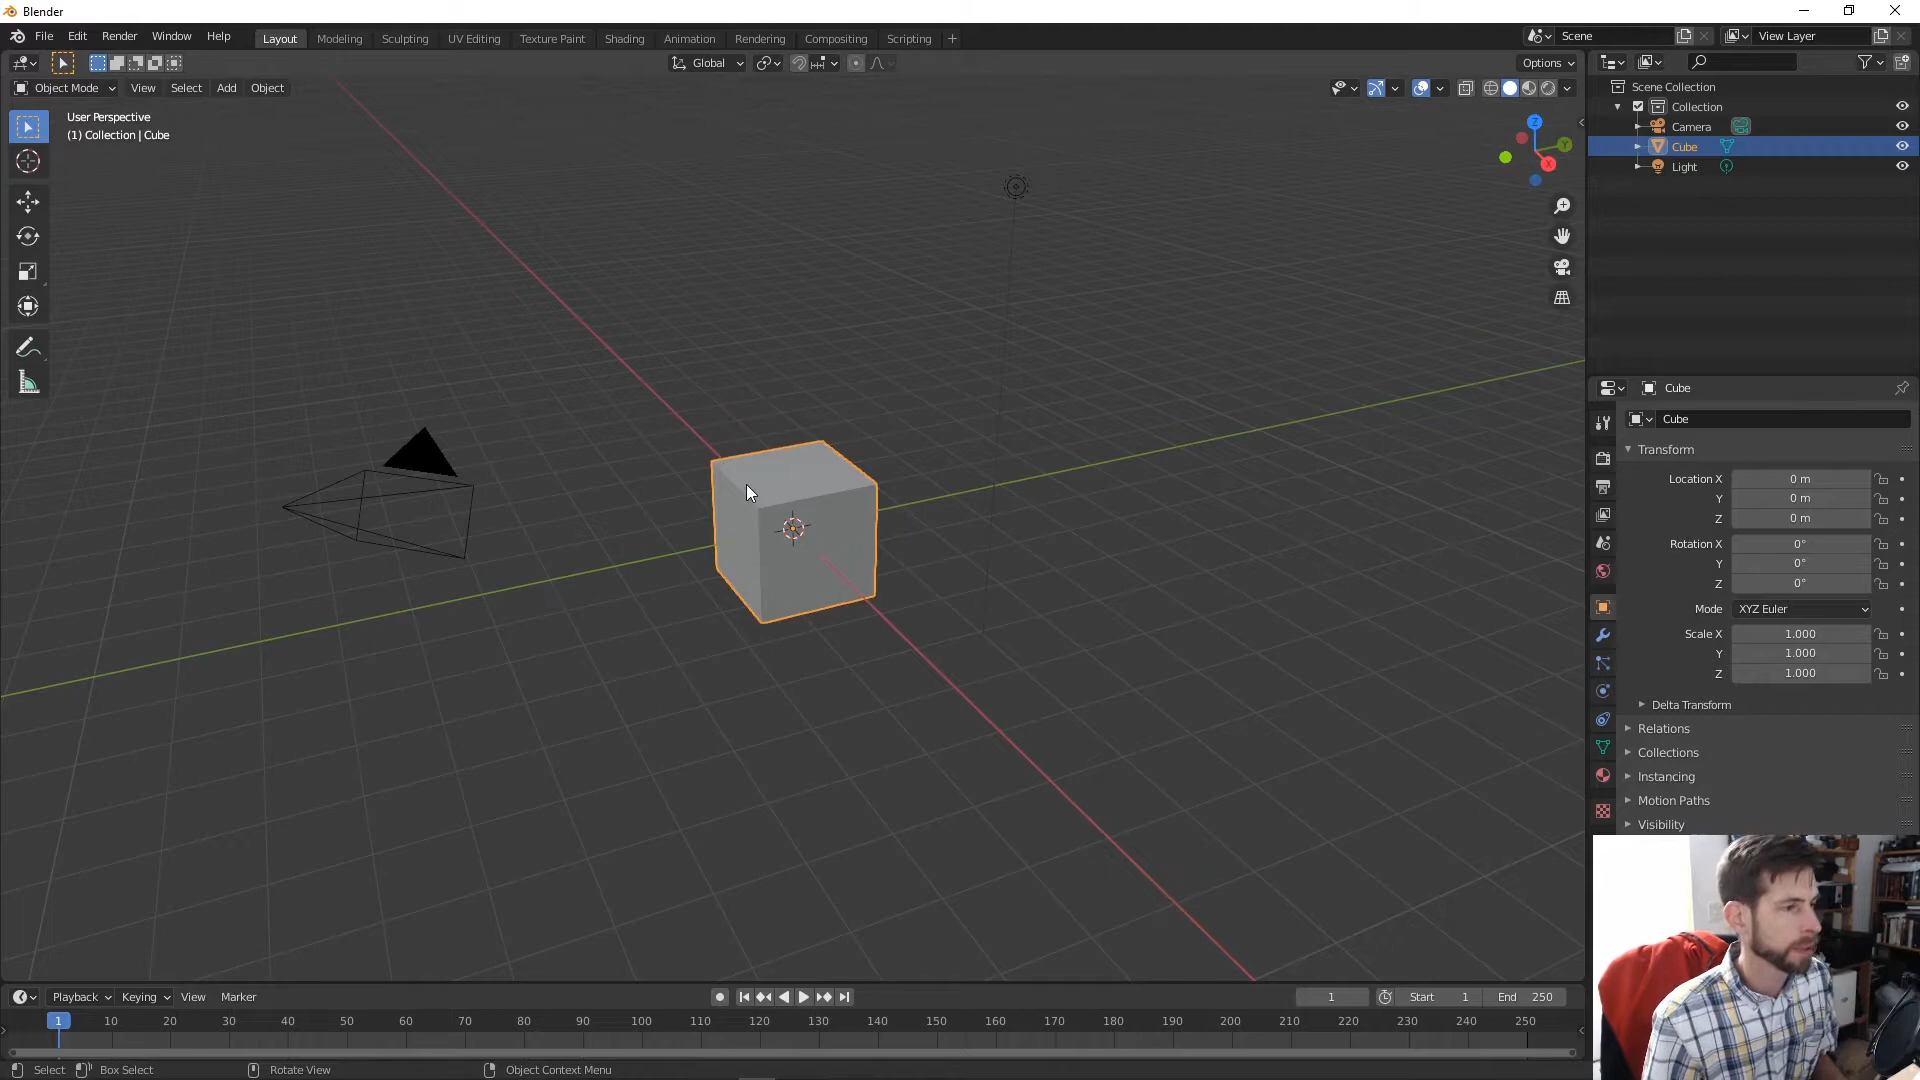 Blender
File Edit Render Window Help Layout Modeling Sculpting UV Editing Texture Paint Shading Animation Rendering Compositing Scripting + Scene View Layer
Global Options
Object Mode View Select Add Object
User Perspective
(1) Collection | Cube
Z
Y
X
Scene Collection
Collection
Camera
Cube
Light
Cube
Cube
Transform
Location X 0 m
Y 0 m
Z 0 m
Rotation X 0°
Y 0°
Z 0°
Mode XYZ Euler
Scale X 1.000
Y 1.000
Z 1.000
Delta Transform
Relations
Collections
Instancing
Motion Paths
Visibility
Playback Keying View Marker 1 Start 1 End 250
1 10 20 30 40 50 60 70 80 90 100 110 120 130 140 150 160 170 180 190 200 210 220 230 240 250
Select Box Select Rotate View Object Context Menu